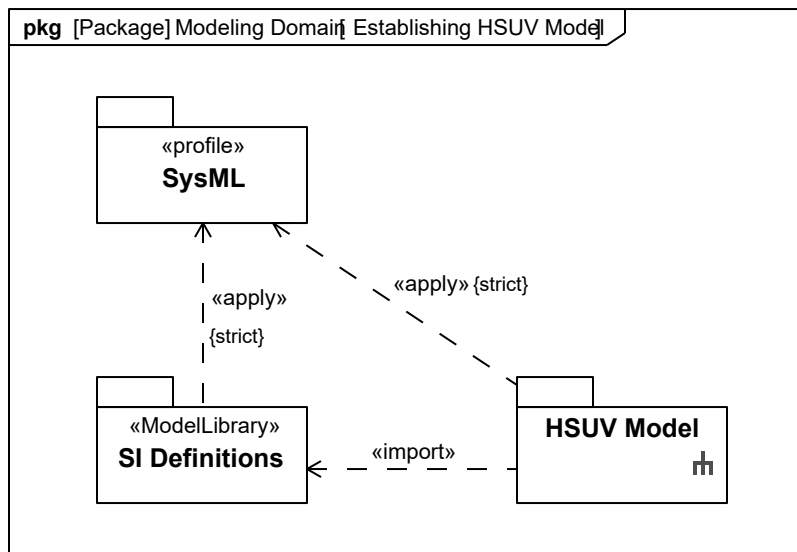 pkg [Package] Modeling Domain [ Establishing HSUV Model ]
«profile»
SysML
«apply» {strict}
«apply»
{strict}
«ModelLibrary»
SI Definitions
«import»
HSUV Model